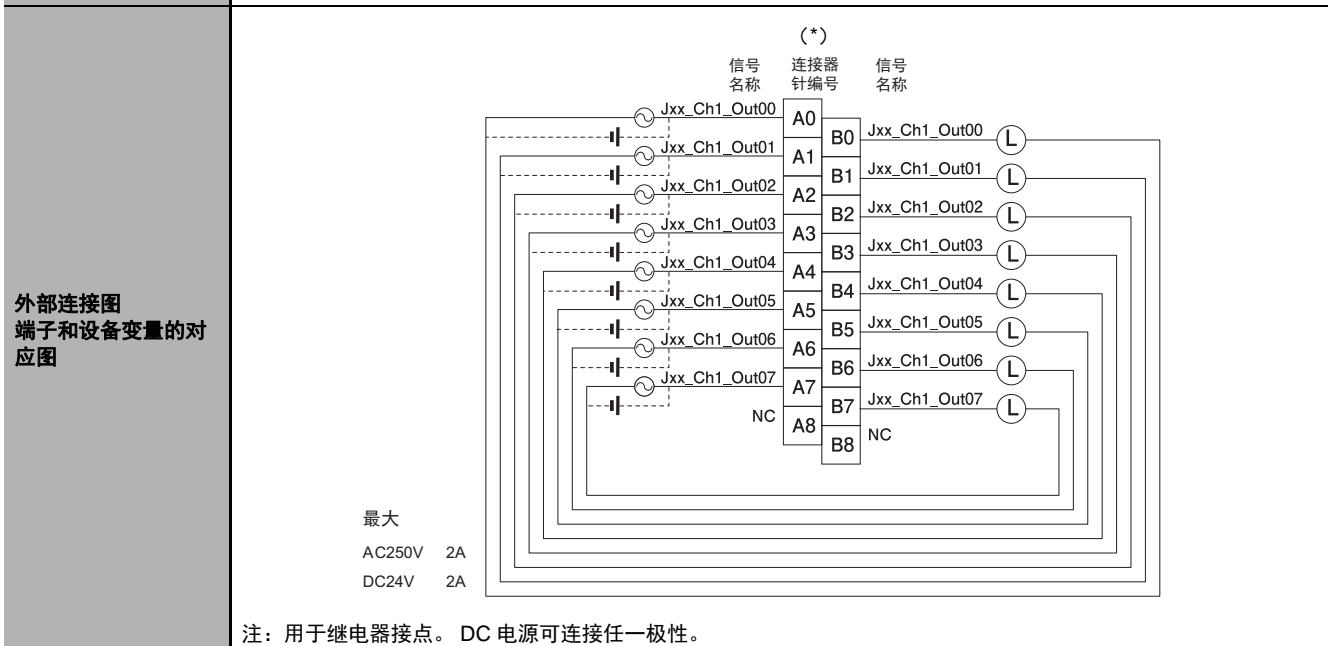 外部连接图
端子和设备变量的对
应图
(*)
信号
名称
连接器
针编号
信号
名称
Jxx_Ch1_Out00
A0
B0
Jxx_Ch1_Out00
L
Jxx_Ch1_Out01
A1
B1
Jxx_Ch1_Out01
L
Jxx_Ch1_Out02
A2
B2
Jxx_Ch1_Out02
L
Jxx_Ch1_Out03
A3
B3
Jxx_Ch1_Out03
L
Jxx_Ch1_Out04
A4
B4
Jxx_Ch1_Out04
L
Jxx_Ch1_Out05
A5
B5
Jxx_Ch1_Out05
L
Jxx_Ch1_Out06
A6
B6
Jxx_Ch1_Out06
L
Jxx_Ch1_Out07
A7
B7
Jxx_Ch1_Out07
L
NC
A8
B8
NC
最大
AC250V 2A
DC24V 2A
注：用于继电器接点。 DC 电源可连接任一极性。